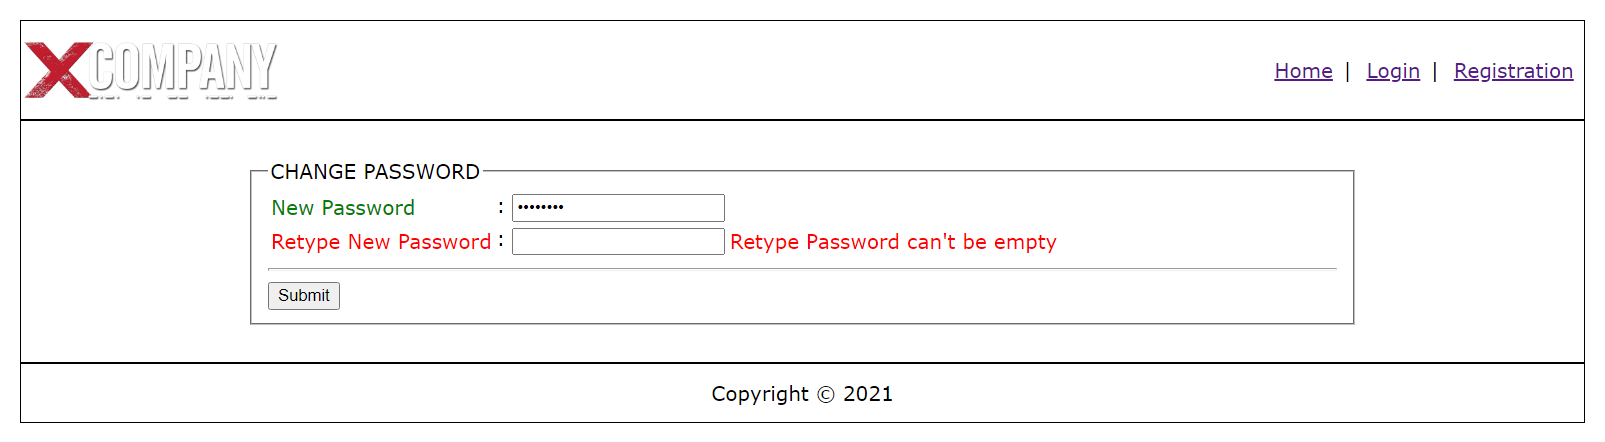 XCOMPANY
Home | Login | Registration
CHANGE PASSWORD
New Password : ••••••••
Retype New Password : Retype Password can't be empty
Submit
Copyright © 2021